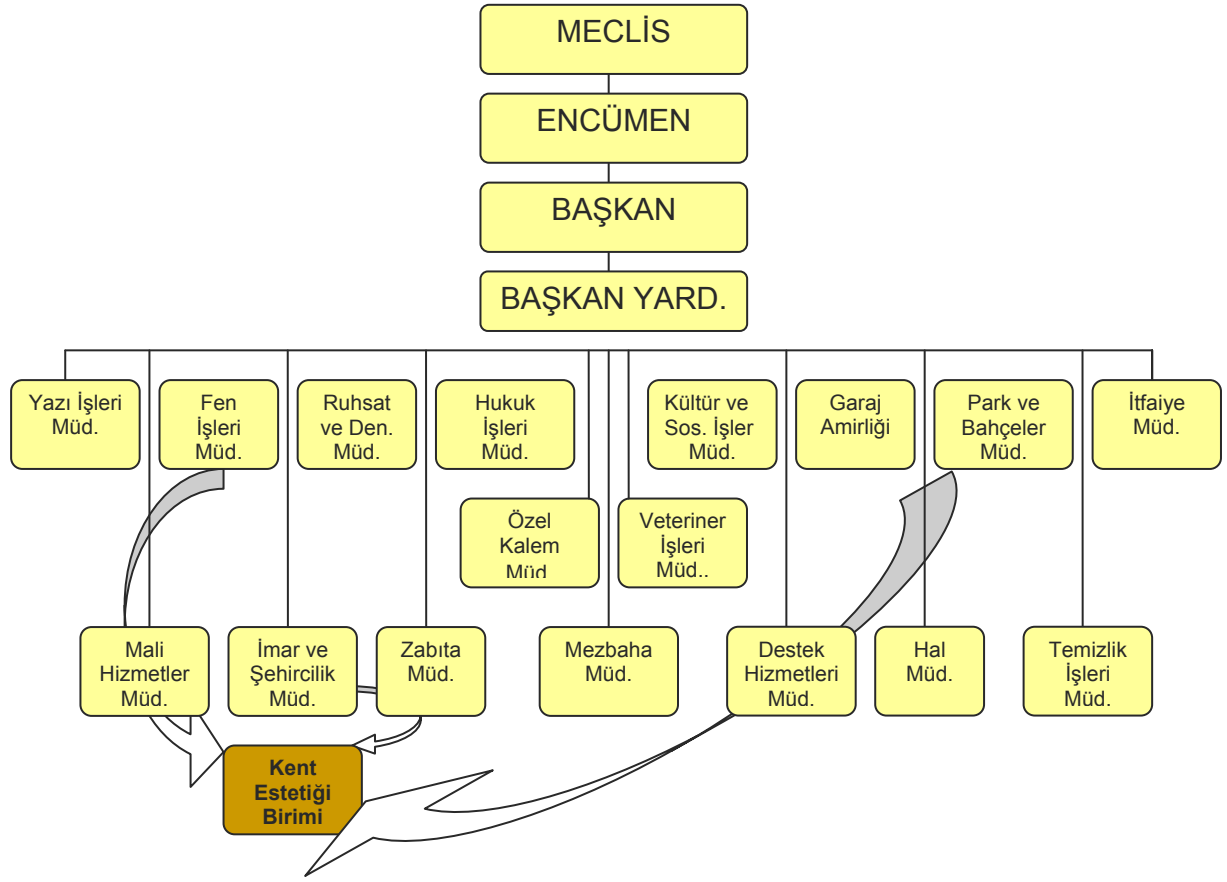 MECLİS
ENCÜMEN
BAŞKAN
BAŞKAN YARD.
Yazı İşleri
Müd.
Fen
İşleri
Müd.
Ruhsat
ve Den.
Müd.
Hukuk
İşleri
Müd.
Kültür ve
Sos. İşler
Müd.
Garaj
Amirliği
Park ve
Bahçeler
Müd.
İtfaiye
Müd.
Özel
Kalem
Müd
Veteriner
İşleri
Müd..
Mali
Hizmetler
Müd.
İmar ve
Şehircilik
Müd.
Zabıta
Müd.
Mezbaha
Müd.
Destek
Hizmetleri
Müd.
Hal
Müd.
Temizlik
İşleri
Müd.
Kent
Estetiği
Birimi